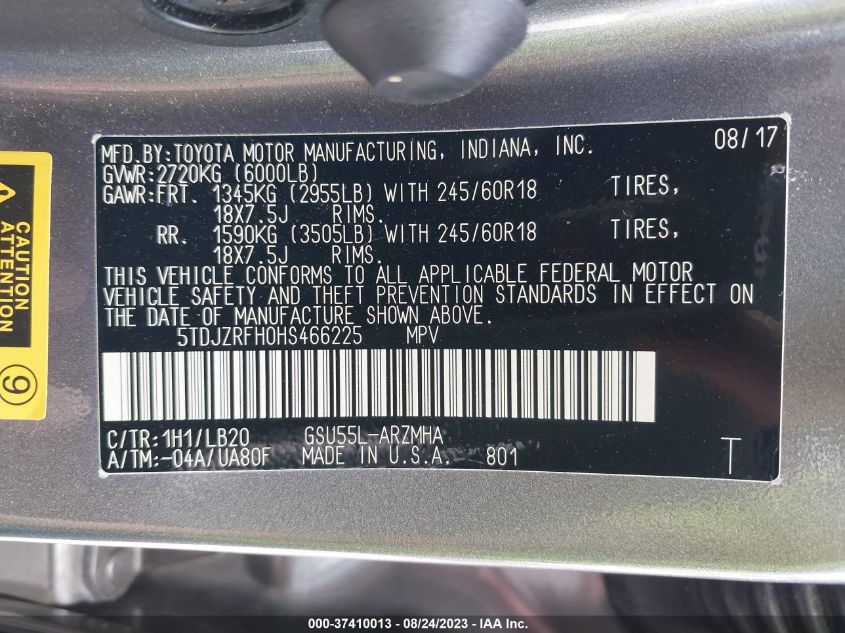 MFD.BY:TOYOTA MOTOR MANUFACTURING, INDIANA, INC. 08/17
GVWR:2720KG (6000LB)
GAWR:FRT. 1345KG (2955LB) WITH 245/60R18 TIRES,
18X7.5J RIMS.
RR. 1590KG (3505LB) WITH 245/60R18 TIRES,
18X7.5J RIMS.
THIS VEHICLE CONFORMS TO ALL APPLICABLE FEDERAL MOTOR
VEHICLE SAFETY AND THEFT PREVENTION STANDARDS IN EFFECT ON
THE DATE OF MANUFACTURE SHOWN ABOVE.
5TDJZRFH0HS466225 MPV
C/TR:1H1/LB20 GSU55L-ARZMHA
A/TM:-04A/UA80F MADE IN U.S.A. 801 T
CAUTION
ATTENTION
9
000-37410013 - 08/24/2023 - IAA Inc.